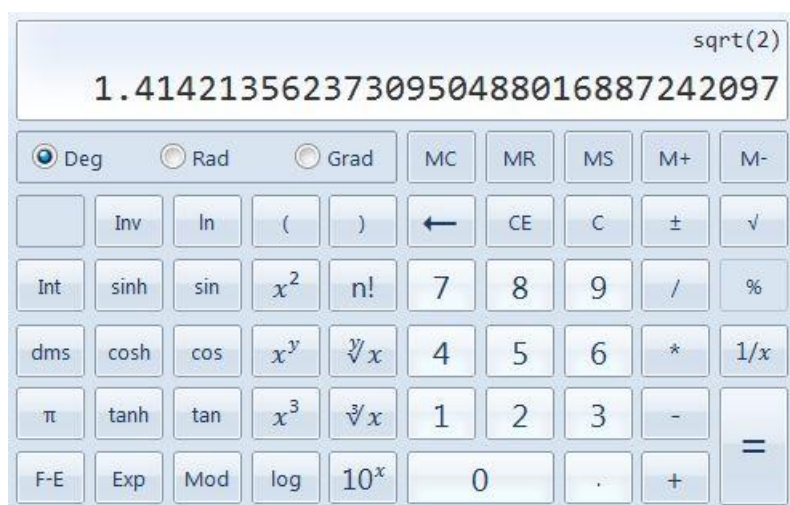 sqrt(2)
1.4142135623730950488016887242097
Deg Rad Grad MC MR MS M+ M-
Inv ln ( ) ← CE C ± √
Int sinh sin x² n! 7 8 9 / %
dms cosh cos xʸ ʸ√x 4 5 6 * 1/x
π tanh tan x³ ³√x 1 2 3 - =
F-E Exp Mod log 10ˣ 0 . +